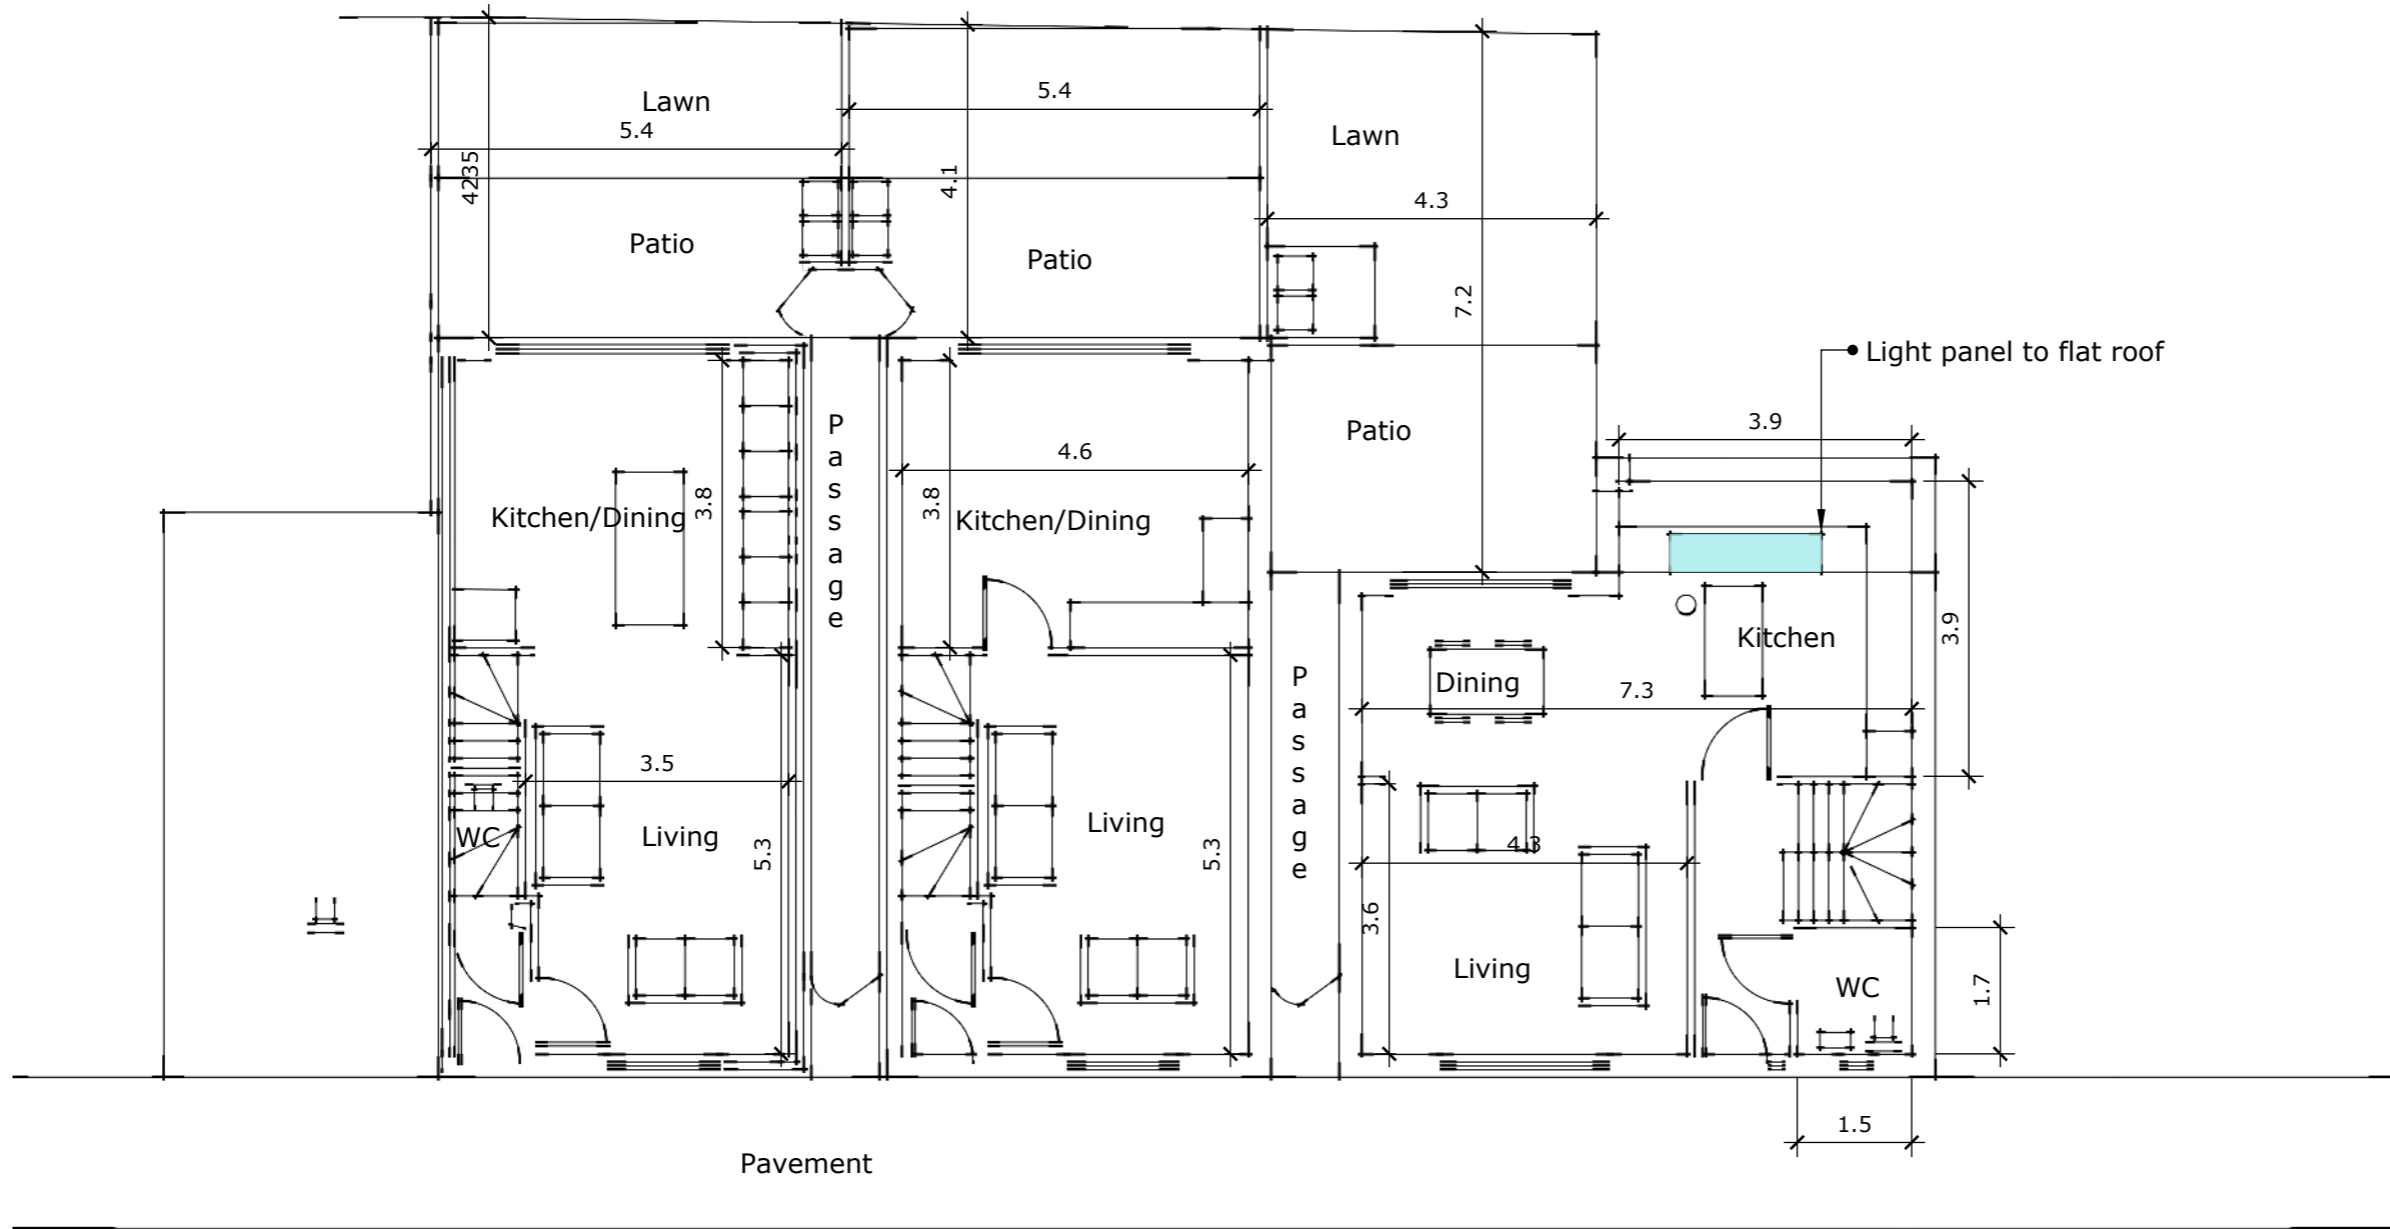 Lawn
5.4
5.4
Lawn
4235
4.1
4.3
Patio
Patio
7.2
Light panel to flat roof
3.9
Patio
Passage
4.6
3.8
Kitchen/Dining
3.8
Kitchen/Dining
3.9
Kitchen
Dining
7.3
Passage
3.5
WC
Living
5.3
Living
5.3
4.3
3.6
Living
WC
1.7
1.5
Pavement